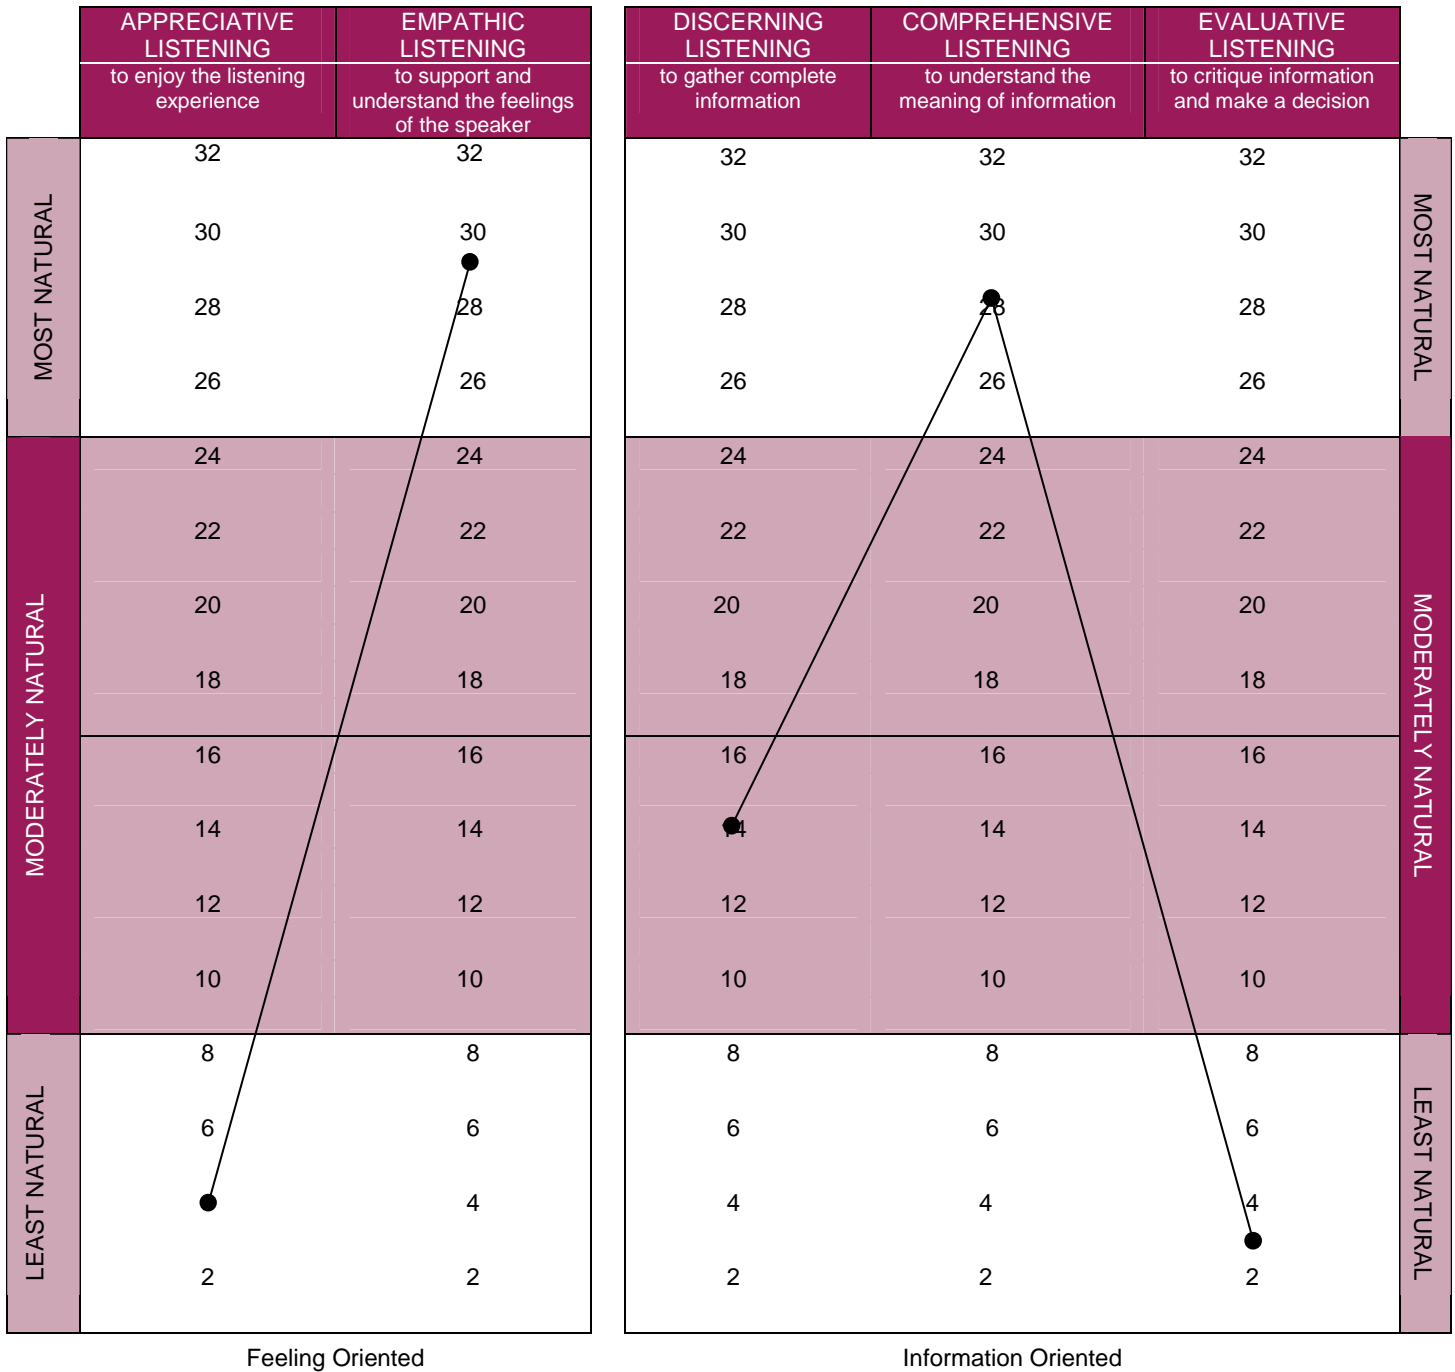 APPRECIATIVE LISTENING
to enjoy the listening experience
EMPATHIC LISTENING
to support and understand the feelings of the speaker
DISCERNING LISTENING
to gather complete information
COMPREHENSIVE LISTENING
to understand the meaning of information
EVALUATIVE LISTENING
to critique information and make a decision
MOST NATURAL
32 32 32 32 32
30 30 30 30 30
28 28 28 28 28
26 26 26 26 26
MOST NATURAL
MODERATELY NATURAL
24 24 24 24 24
22 22 22 22 22
20 20 20 20 20
18 18 18 18 18
16 16 16 16 16
14 14 14 14 14
12 12 12 12 12
10 10 10 10 10
MODERATELY NATURAL
LEAST NATURAL
8 8 8 8 8
6 6 6 6 6
4 4 4 4
2 2 2 2 2
LEAST NATURAL
Feeling Oriented
Information Oriented